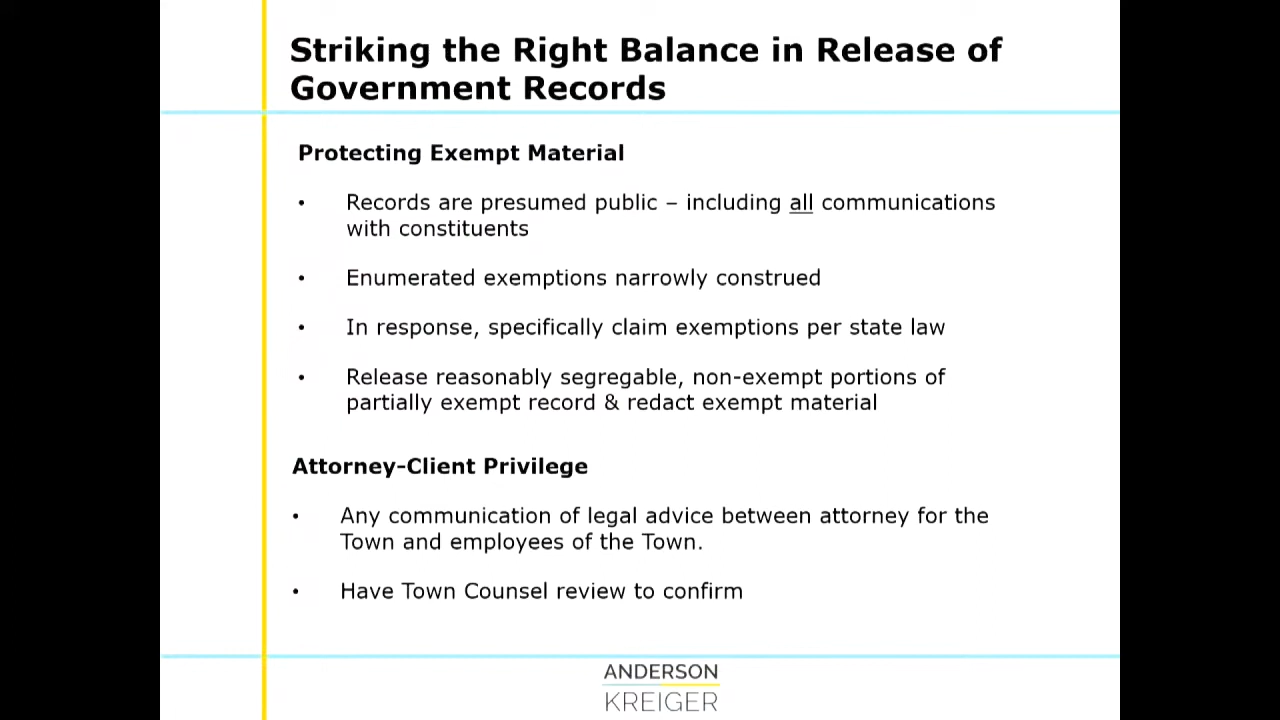 Striking the Right Balance in Release of
Government Records
Protecting Exempt Material
• Records are presumed public – including all communications
with constituents
• Enumerated exemptions narrowly construed
• In response, specifically claim exemptions per state law
• Release reasonably segregable, non-exempt portions of
partially exempt record & redact exempt material
Attorney-Client Privilege
• Any communication of legal advice between attorney for the
Town and employees of the Town.
• Have Town Counsel review to confirm
ANDERSON
KREIGER